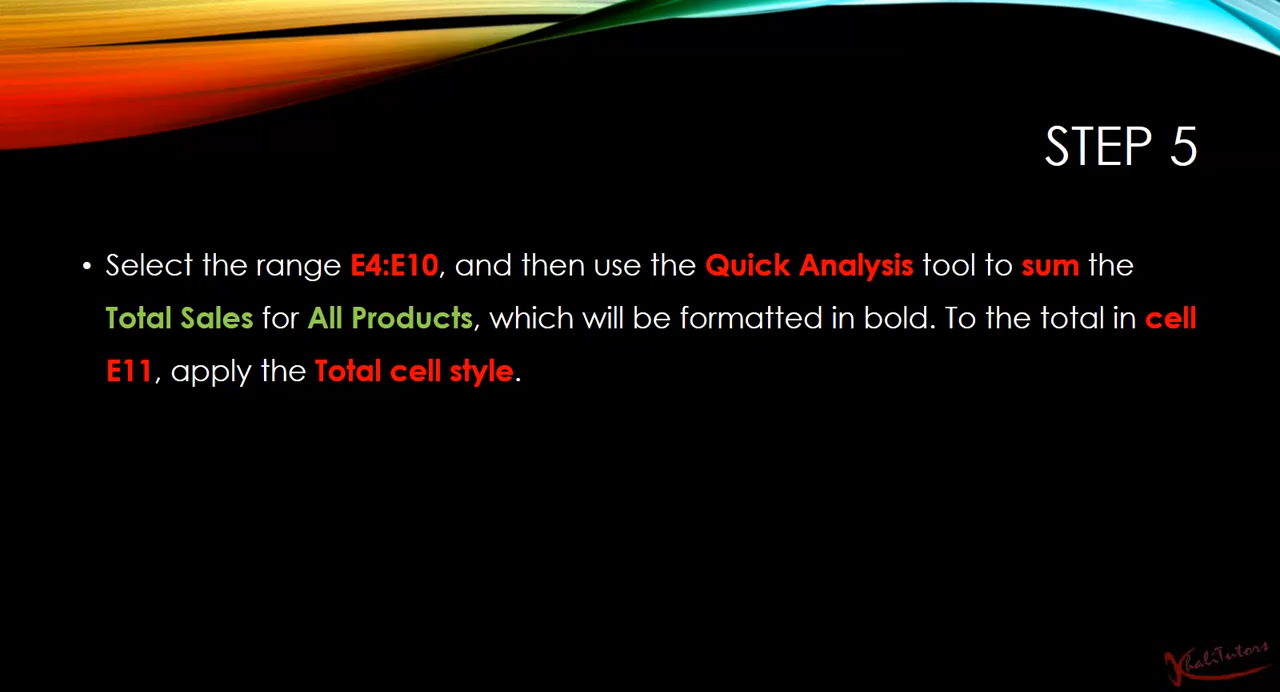 STEP 5
• Select the range E4:E10, and then use the Quick Analysis tool to sum the
Total Sales for All Products, which will be formatted in bold. To the total in cell
E11, apply the Total cell style.
KhaliTutors